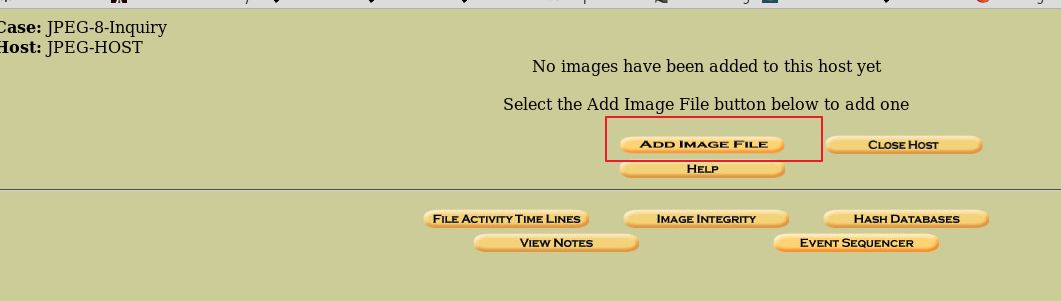 Case: JPEG-8-Inquiry
Host: JPEG-HOST
No images have been added to this host yet
Select the Add Image File button below to add one
ADD IMAGE FILE
CLOSE HOST
HELP
FILE ACTIVITY TIME LINES
IMAGE INTEGRITY
HASH DATABASES
VIEW NOTES
EVENT SEQUENCER